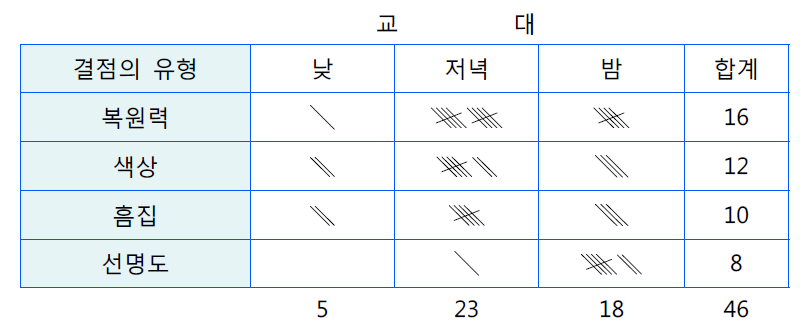 교 대
결점의 유형 낮 저녁 밤 합계
복원력 16
색상 12
흠집 10
선명도 8
5 23 18 46